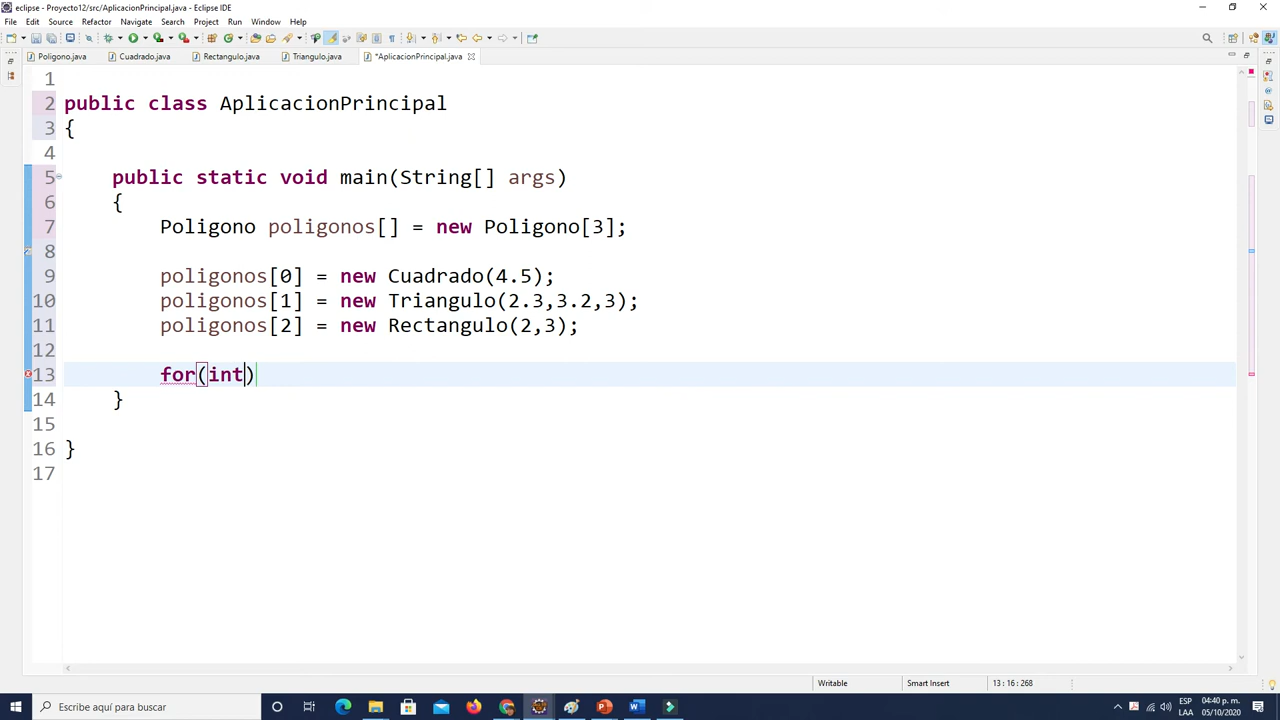 eclipse - Proyecto12/src/AplicacionPrincipal.java - Eclipse IDE
File Edit Source Refactor Navigate Search Project Run Window Help
Poligono.java Cuadrado.java Rectangulo.java Triangulo.java *AplicacionPrincipal.java
1
2 public class AplicacionPrincipal
3 {
4
5 public static void main(String[] args)
6 {
7 Poligono poligonos[] = new Poligono[3];
8
9 poligonos[0] = new Cuadrado(4.5);
10 poligonos[1] = new Triangulo(2.3,3.2,3);
11 poligonos[2] = new Rectangulo(2,3);
12
13 for(int)
14 }
15
16 }
17
Writable Smart Insert 13 : 16 : 268
Escribe aquí para buscar
ESP 04:40 p. m.
LAA 05/10/2020